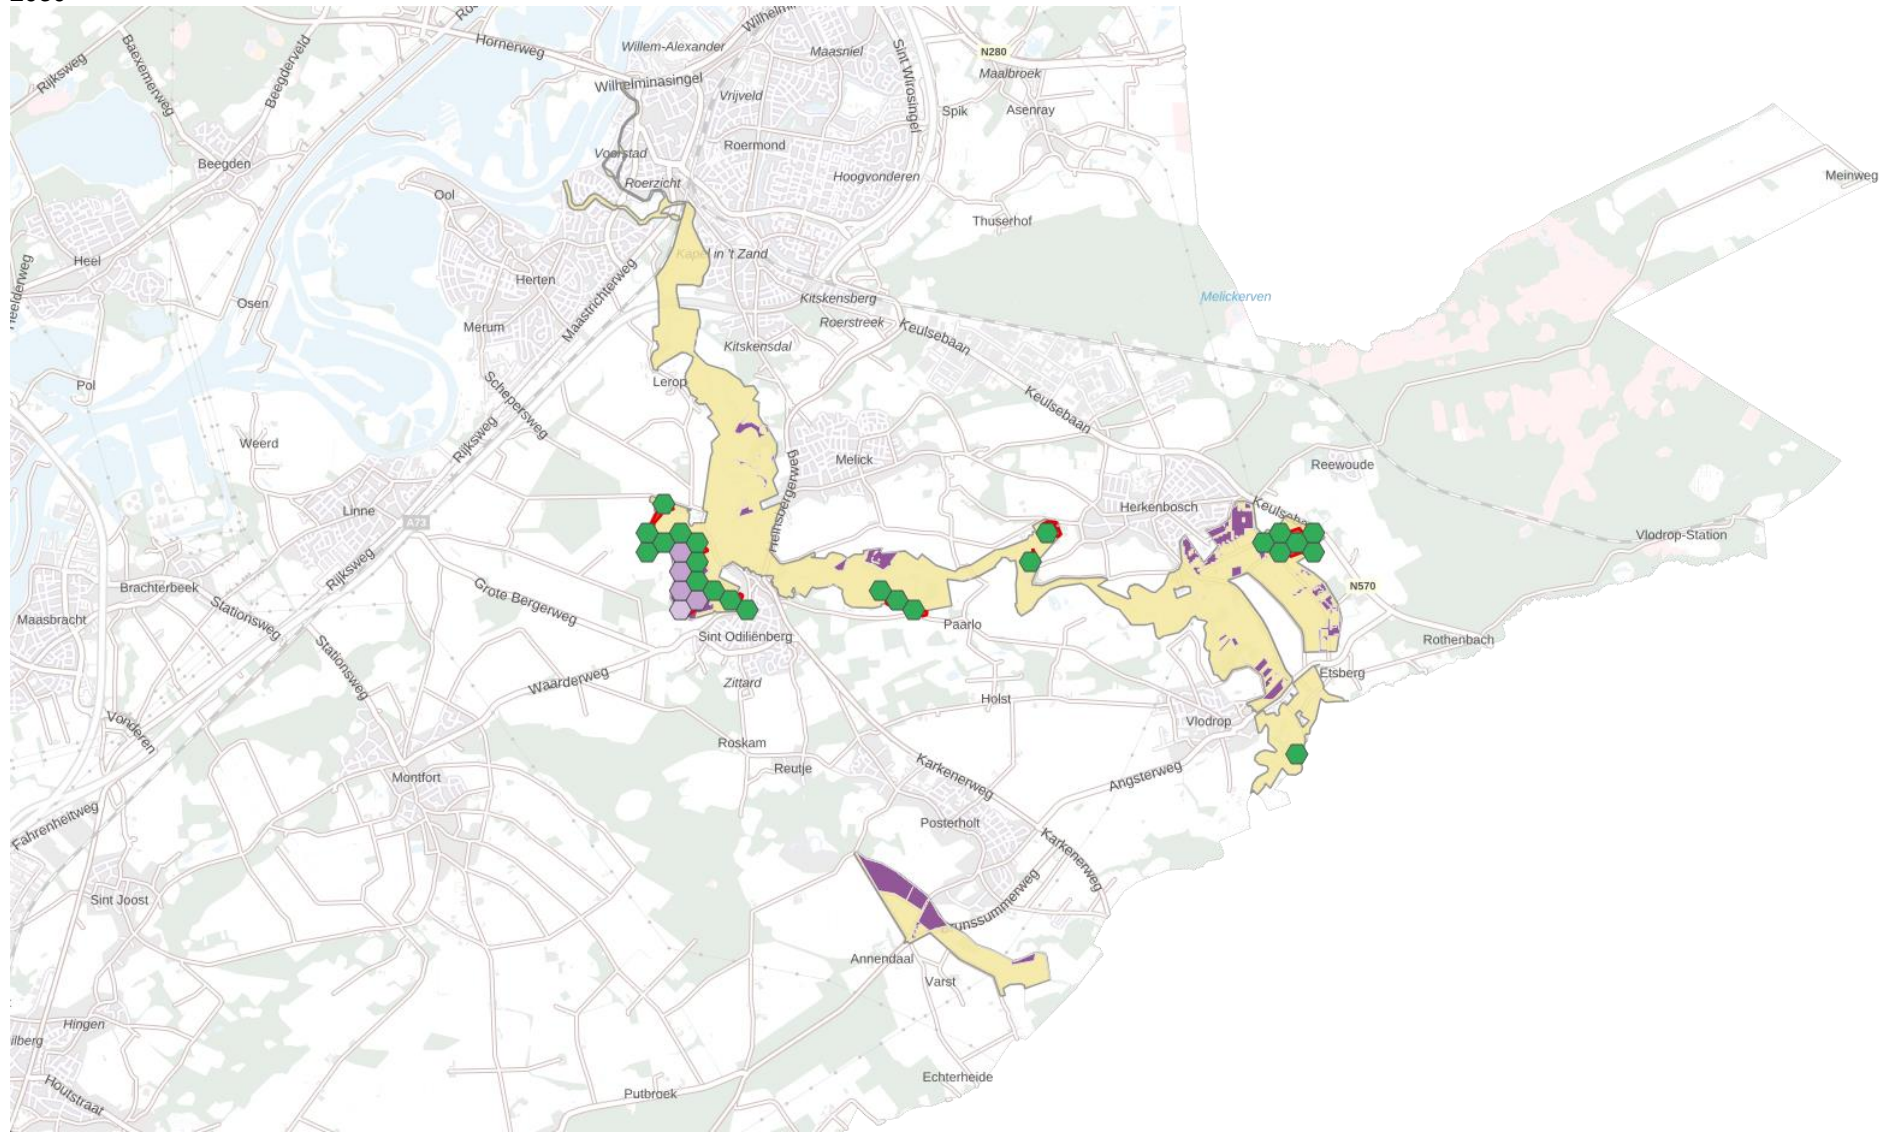 Hornerweg
Willem-Alexander
Maasniel
N280
Maalbroek
Baexemerweg
Beegderveld
Rijksweg
Wilhelminasingel
Vrijveld
Sint Wirosingel
Spik
Asenray
Beegden
Voorstad
Roermond
Roerzicht
Hoogvonderen
Meinweg
Ool
Thuserhof
Heel
Kapel in 't Zand
Herten
Osen
Maastrichterweg
Kitskensberg
Melickerven
Merum
Roerstreek
Keulsebaan
Kitskensdal
Pol
Lerop
Schepersweg
Keulsebaan
Weerd
Rijksweg
Melick
Heinsbergerweg
Reewoude
Linne
A73
Herkenbosch
Vlodrop-Station
Rijksweg
Brachterbeek
Grote Bergerweg
N570
Maasbracht
Stationsweg
Paarlo
Sint Odiliënberg
Rothenbach
Stationsweg
Waarderweg
Zittard
Etsberg
Holst
Vonderen
Vlodrop
Roskam
Reutje
Karkenerweg
Montfort
Angsterweg
Fahrenheitweg
Posterholt
Karkenerweg
Sint Joost
Annendaal
Varst
Hingen
Echterheide
Houtstraat
Putbroek